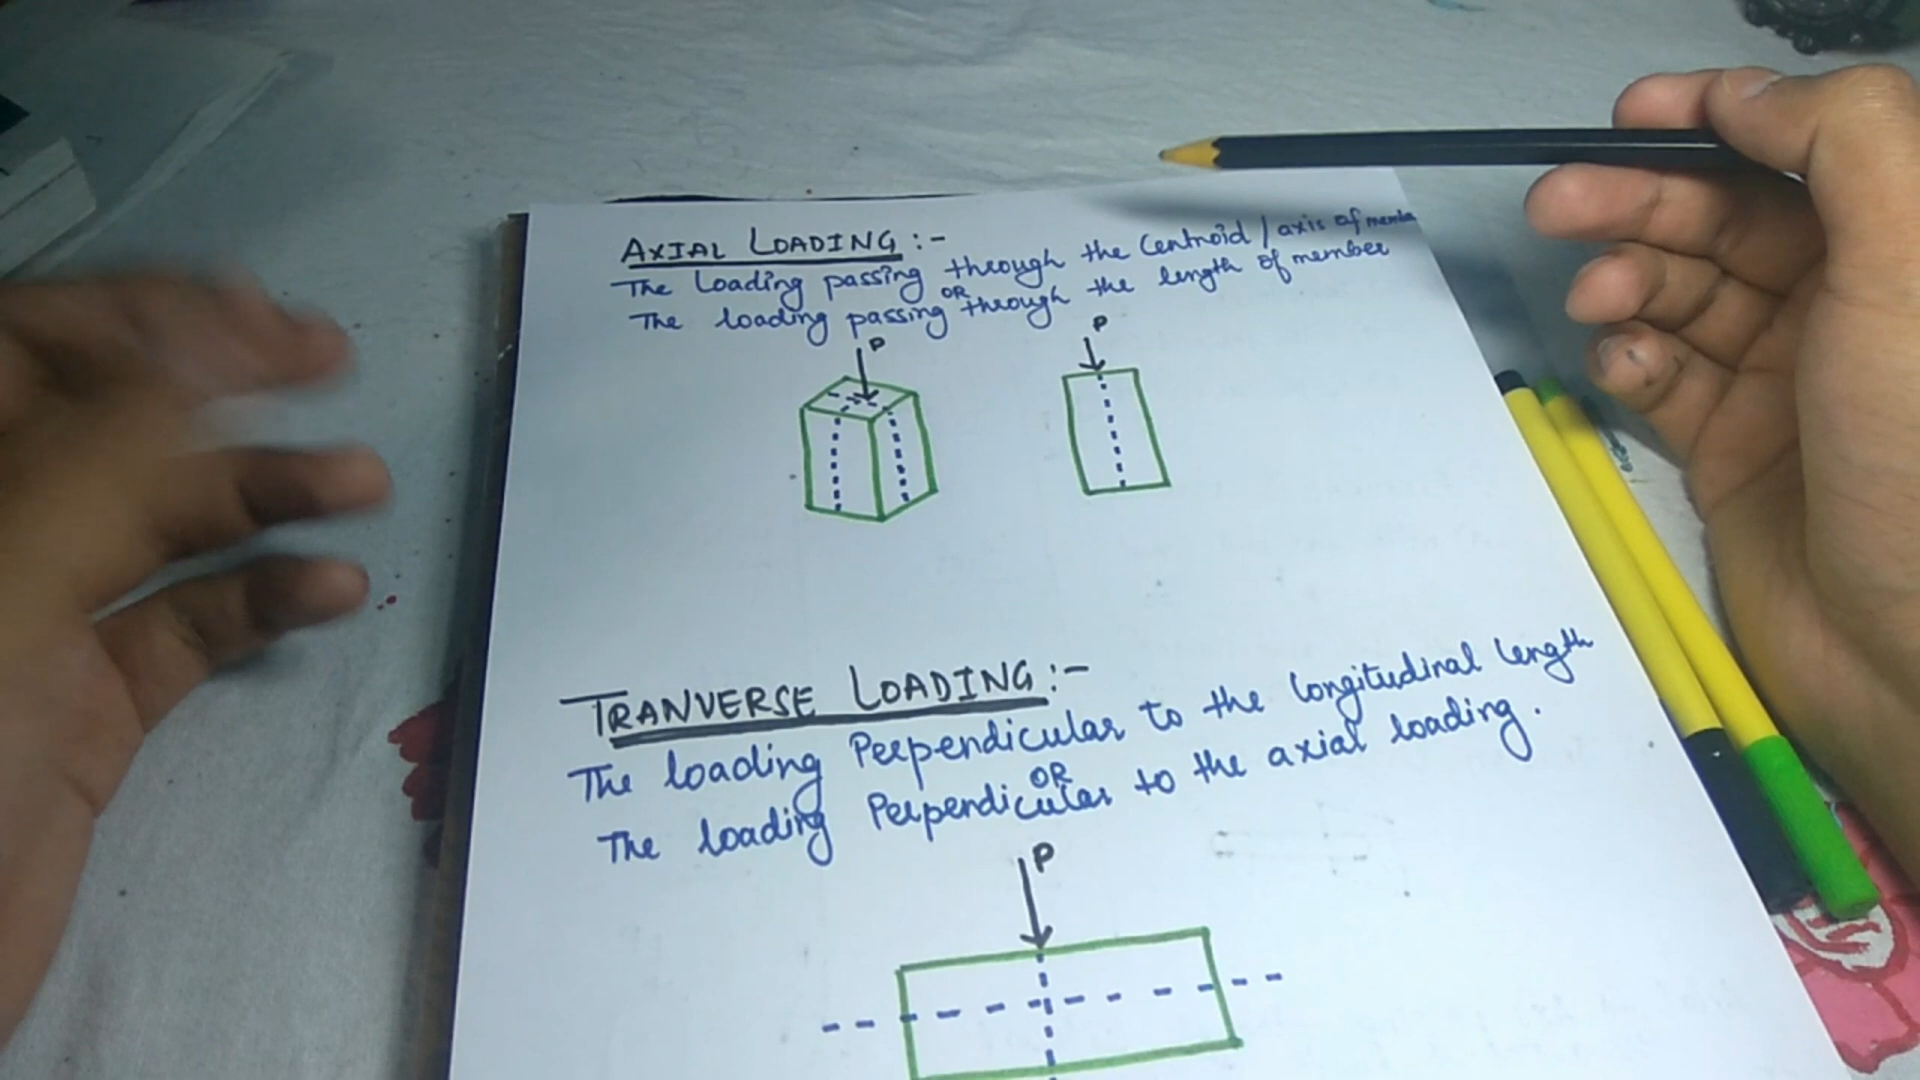 AXIAL LOADING :-
The Loading passing through the Centroid / axis of
OR
The loading passing through the length of member
P
P
TRANVERSE LOADING :-
The loading Perpendicular to the longitudinal length
OR
The loading Perpendicular to the axial loading.
P